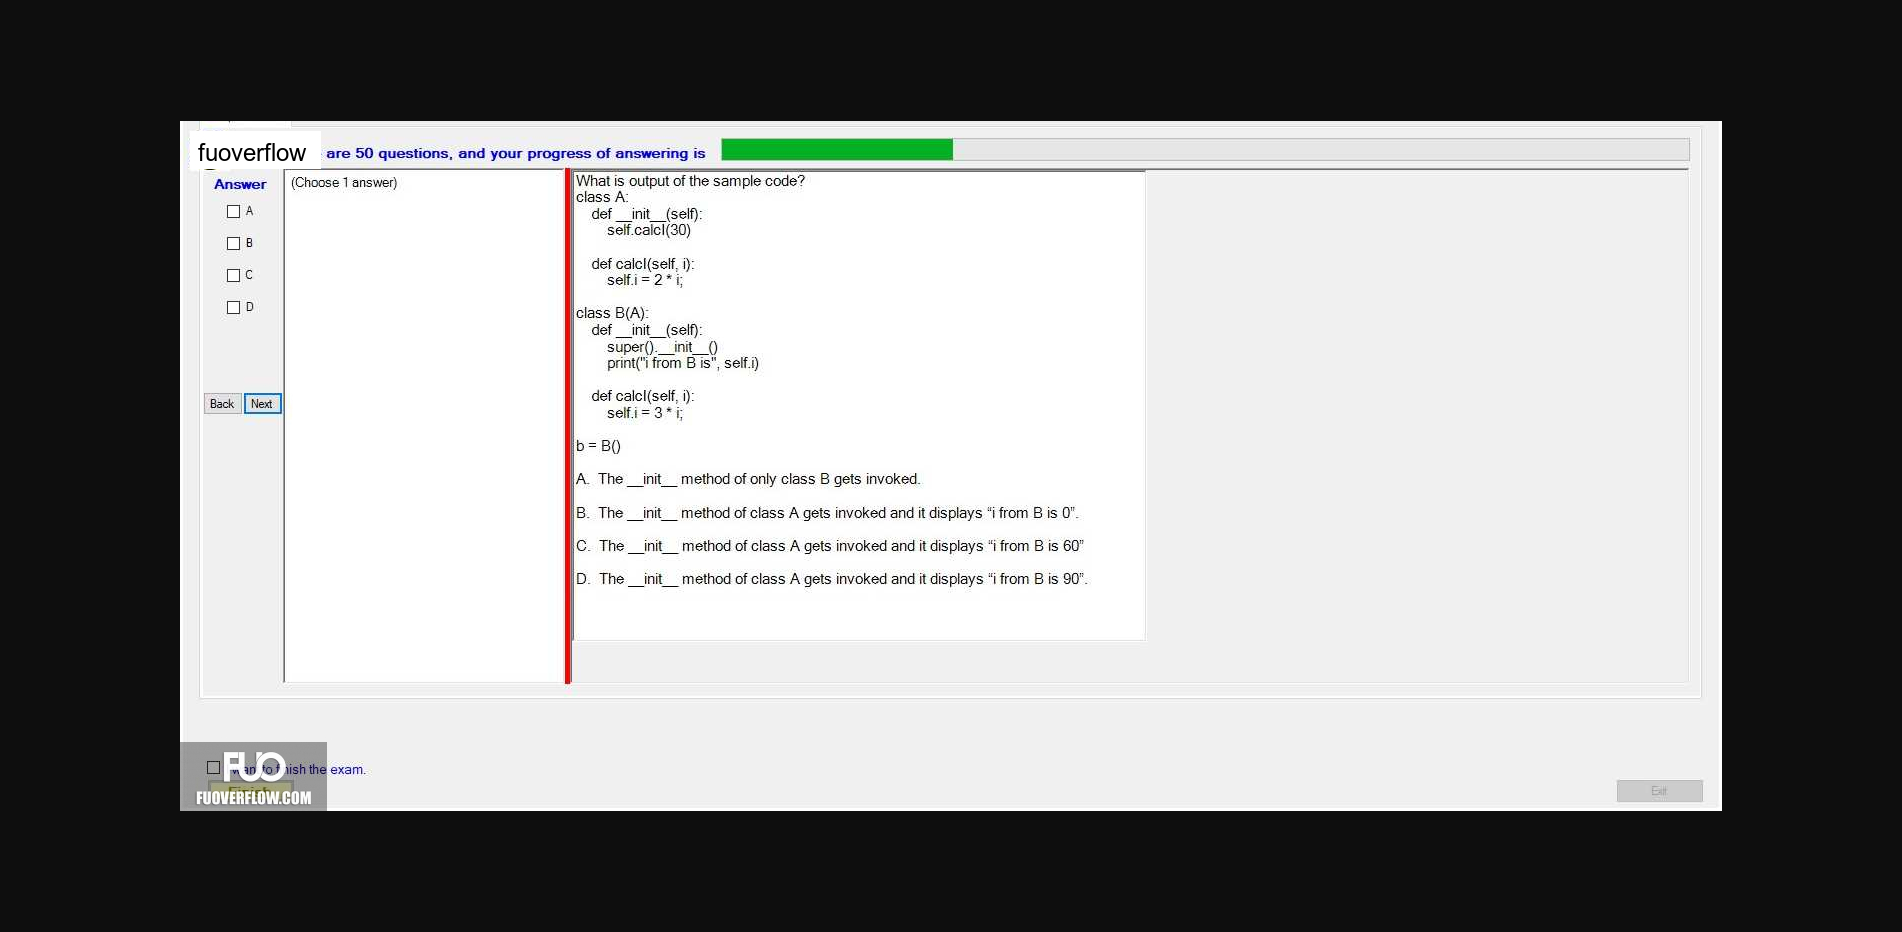 fuoverflow are 50 questions, and your progress of answering is
Answer
(Choose 1 answer)
A
B
C
D
Back Next
What is output of the sample code?
class A:
def __init__(self):
self.calcI(30)
def calcI(self, i):
self.i = 2 * i;
class B(A):
def __init__(self):
super().__init__()
print("i from B is", self.i)
def calcI(self, i):
self.i = 3 * i;
b = B()
A. The __init__ method of only class B gets invoked.
B. The __init__ method of class A gets invoked and it displays “i from B is 0”.
C. The __init__ method of class A gets invoked and it displays “i from B is 60”
D. The __init__ method of class A gets invoked and it displays “i from B is 90”.
FUO
want to finish the exam.
Finish
FUOVERFLOW.COM
Exit